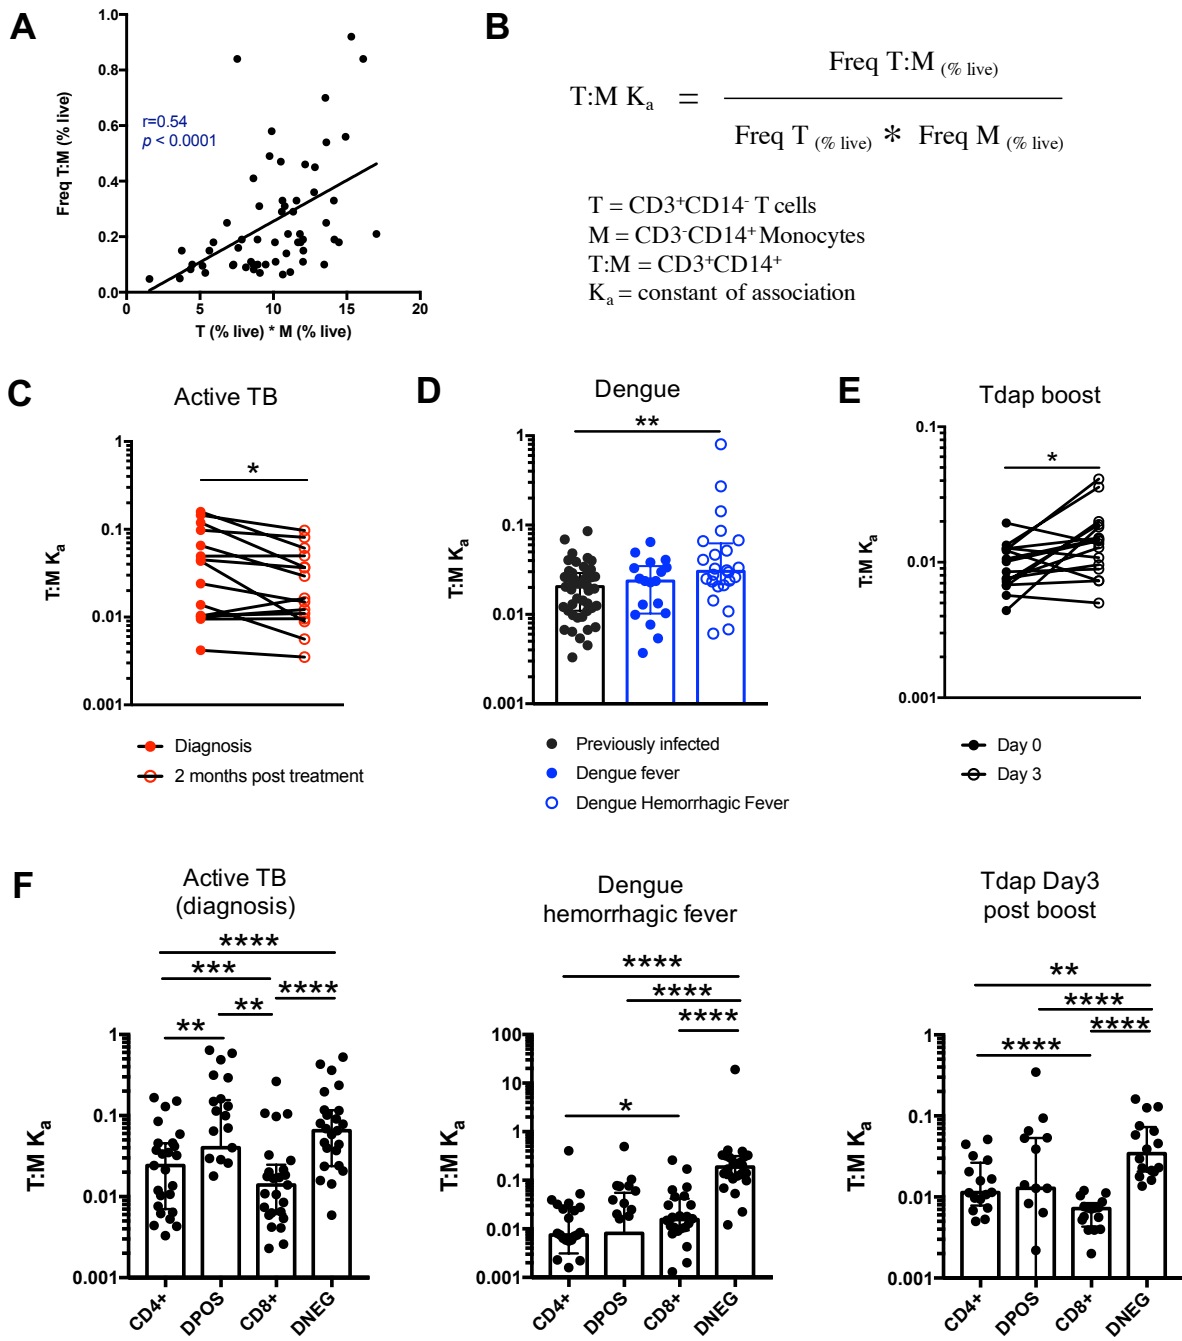 A
1.0
0.8
0.6
0.4
0.2
0.0
0
5
10
15
20
Freq T:M (% live)
T (% live) * M (% live)
r=0.54
p < 0.0001
B
T:M Ka = Freq T:M (% live)
Freq T (% live) * Freq M (% live)
T = CD3+CD14- T cells
M = CD3-CD14+ Monocytes
T:M = CD3+CD14+
Ka = constant of association
C
Active TB
*
1
0.1
0.01
0.001
T:M Ka
Diagnosis
2 months post treatment
D
Dengue
**
1
0.1
0.01
0.001
T:M Ka
Previously infected
Dengue fever
Dengue Hemorrhagic Fever
E
Tdap boost
*
0.1
0.01
0.001
T:M Ka
Day 0
Day 3
F
Active TB
(diagnosis)
****
***
****
**
**
1
0.1
0.01
0.001
T:M Ka
CD4+
DPOS
CD8+
DNEG
Dengue
hemorrhagic fever
****
****
****
*
100
10
1
0.1
0.01
0.001
T:M Ka
CD4+
DPOS
CD8+
DNEG
Tdap Day3
post boost
**
****
****
****
1
0.1
0.01
0.001
T:M Ka
CD4+
DPOS
CD8+
DNEG